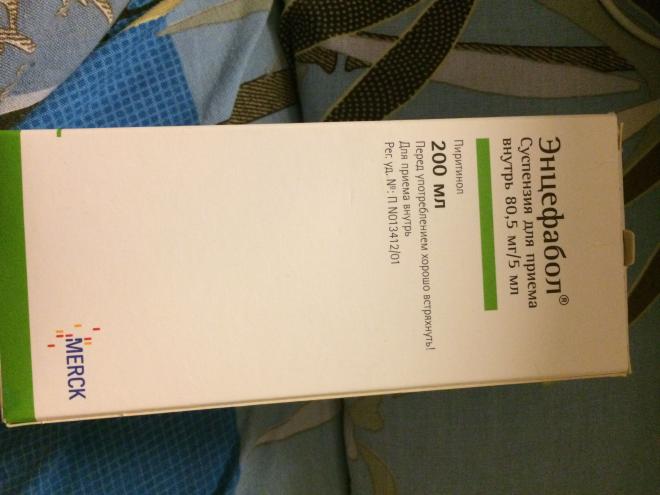 Энцефабол®
Суспензия для приема
внутрь 80,5 мг/5 мл
Пиритинол
200 мл
Перед употреблением хорошо встряхнуть!
Для приема внутрь
Рег. уд. №: П N013412/01
MERCK